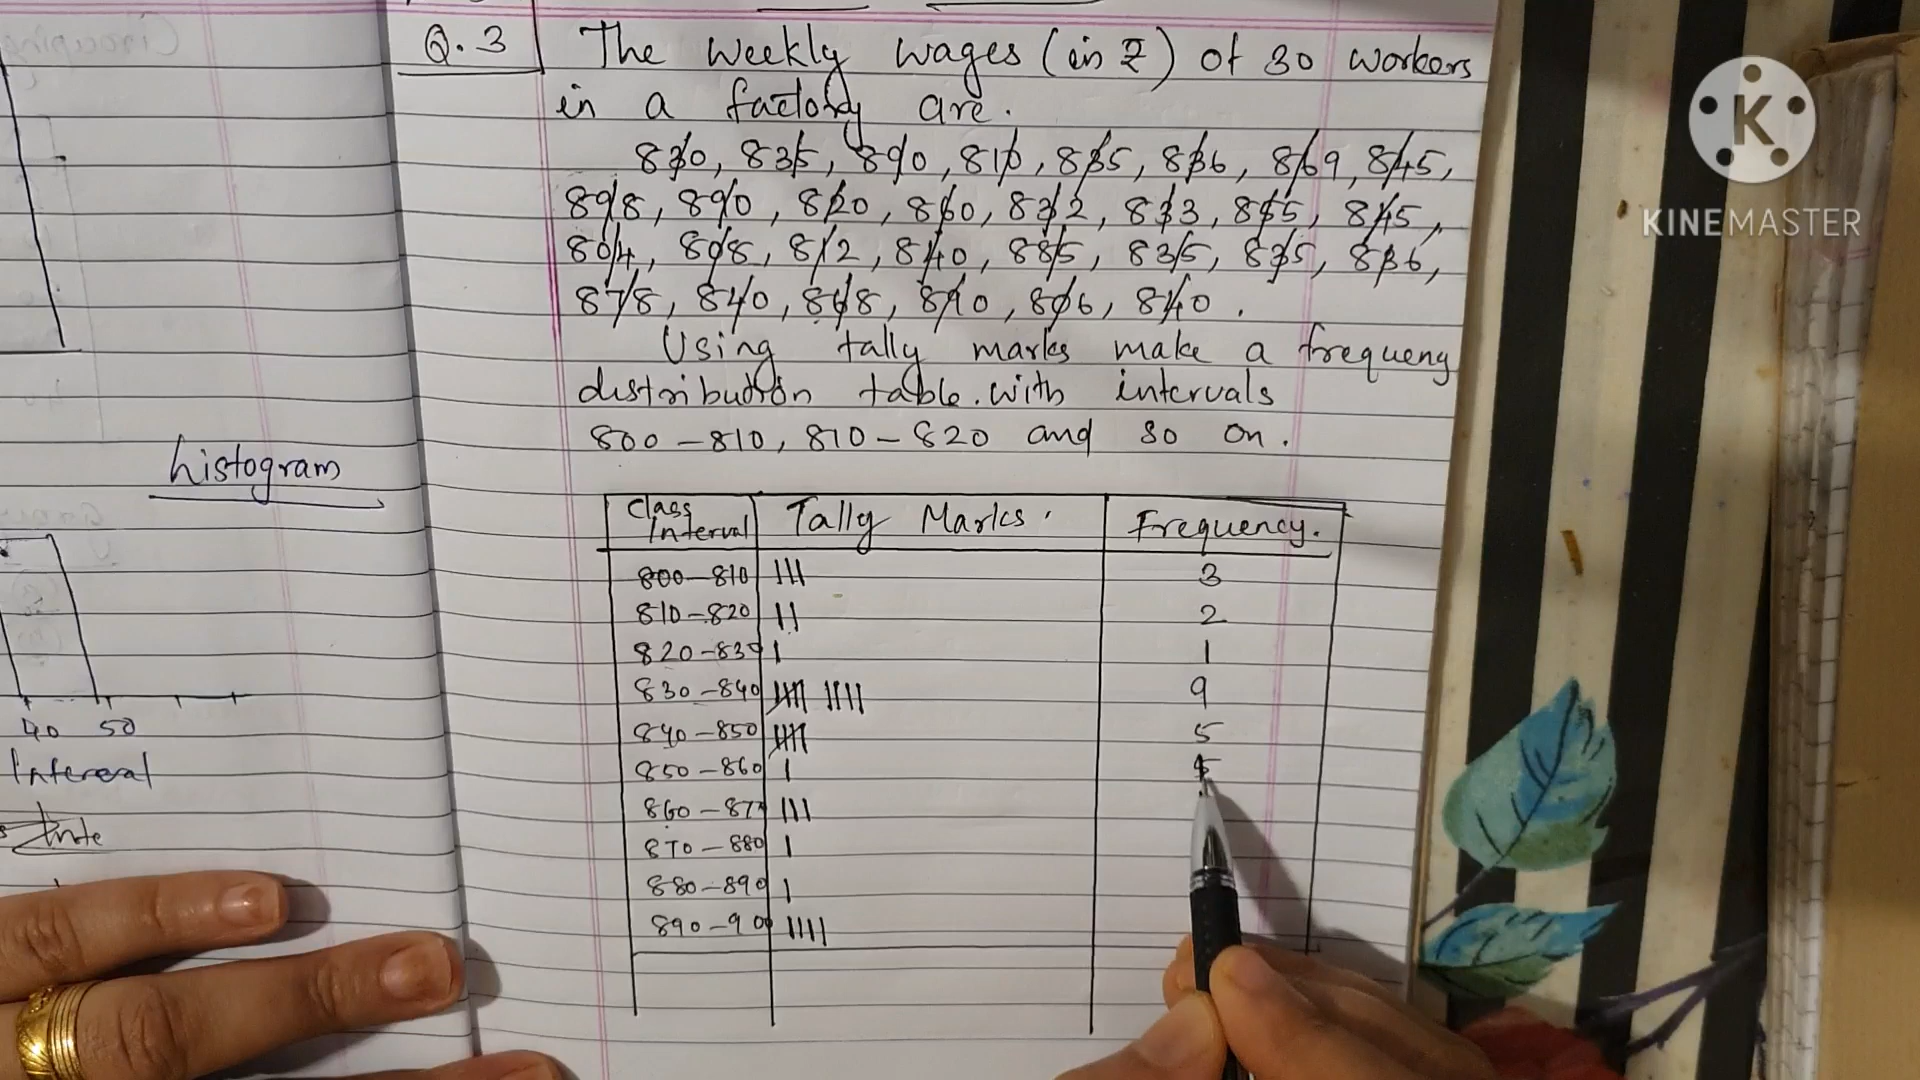 Q.3 The Weekly wages (in ₹) of 30 workers
in a factory are.
830, 835, 890, 810, 835, 836, 869, 845,
898, 890, 820, 860, 832, 833, 855, 845,
804, 808, 812, 840, 885, 835, 835, 836,
878, 840, 868, 890, 806, 840.
Using tally marks make a frequeny
distribution table. with intervals
800 – 810, 810 – 820 and so on.
Class Interval Tally Marks. Frequency.
800 – 810 ||| 3
810 – 820 || 2
820 – 830 | 1
830 – 840 |||| |||| 9
840 – 850 |||| 5
850 – 860 |
860 – 870 |||
870 – 880 |
880 – 890 |
890 – 900 ||||
histogram
40 50
Interval
KINEMASTER
K